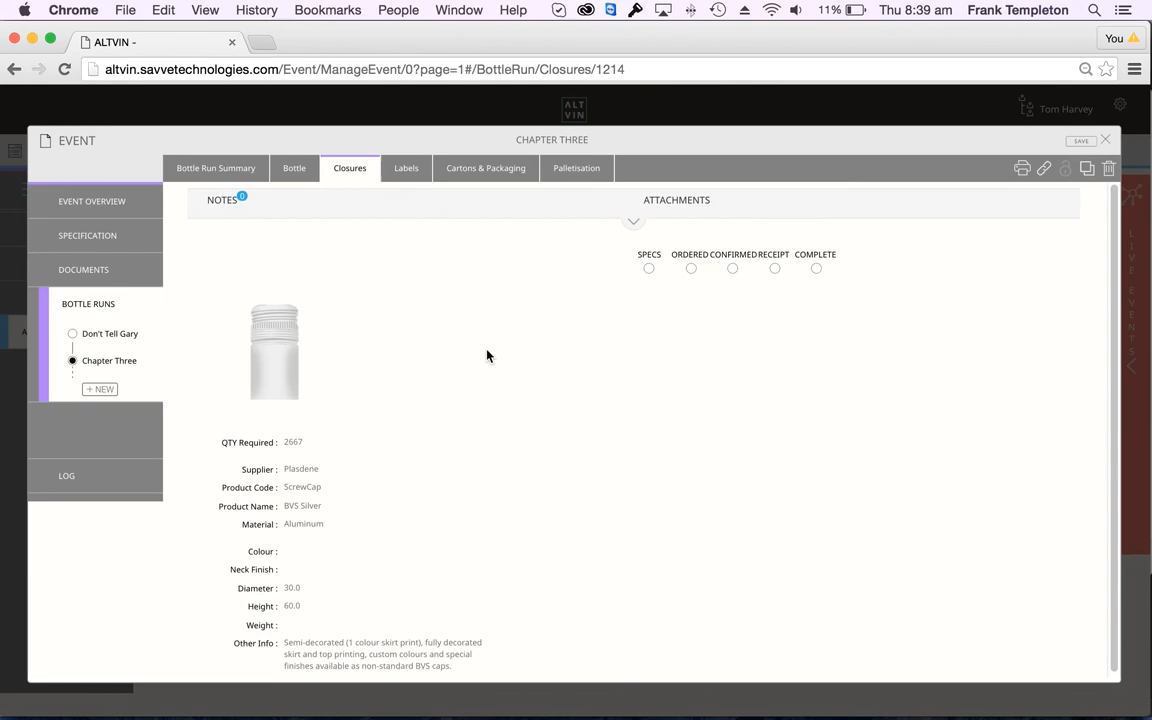 Chrome File Edit View History Bookmarks People Window Help 11% Thu 8:39 am Frank Templeton
ALTVIN - You
altvin.savvetechnologies.com/Event/ManageEvent/0?page=1#/BottleRun/Closures/1214
ALT
VIN
Tom Harvey
EVENT CHAPTER THREE SAVE
Bottle Run Summary Bottle Closures Labels Cartons & Packaging Palletisation
EVENT OVERVIEW
SPECIFICATION
DOCUMENTS
BOTTLE RUNS
Don't Tell Gary
Chapter Three
+ NEW
LOG
NOTES 0 ATTACHMENTS
SPECS ORDERED CONFIRMED RECEIPT COMPLETE
QTY Required : 2667
Supplier : Plasdene
Product Code : ScrewCap
Product Name : BVS Silver
Material : Aluminum
Colour :
Neck Finish :
Diameter : 30.0
Height : 60.0
Weight :
Other Info : Semi-decorated (1 colour skirt print), fully decorated
skirt and top printing, custom colours and special
finishes available as non-standard BVS caps.
LIVE EVENTS
A